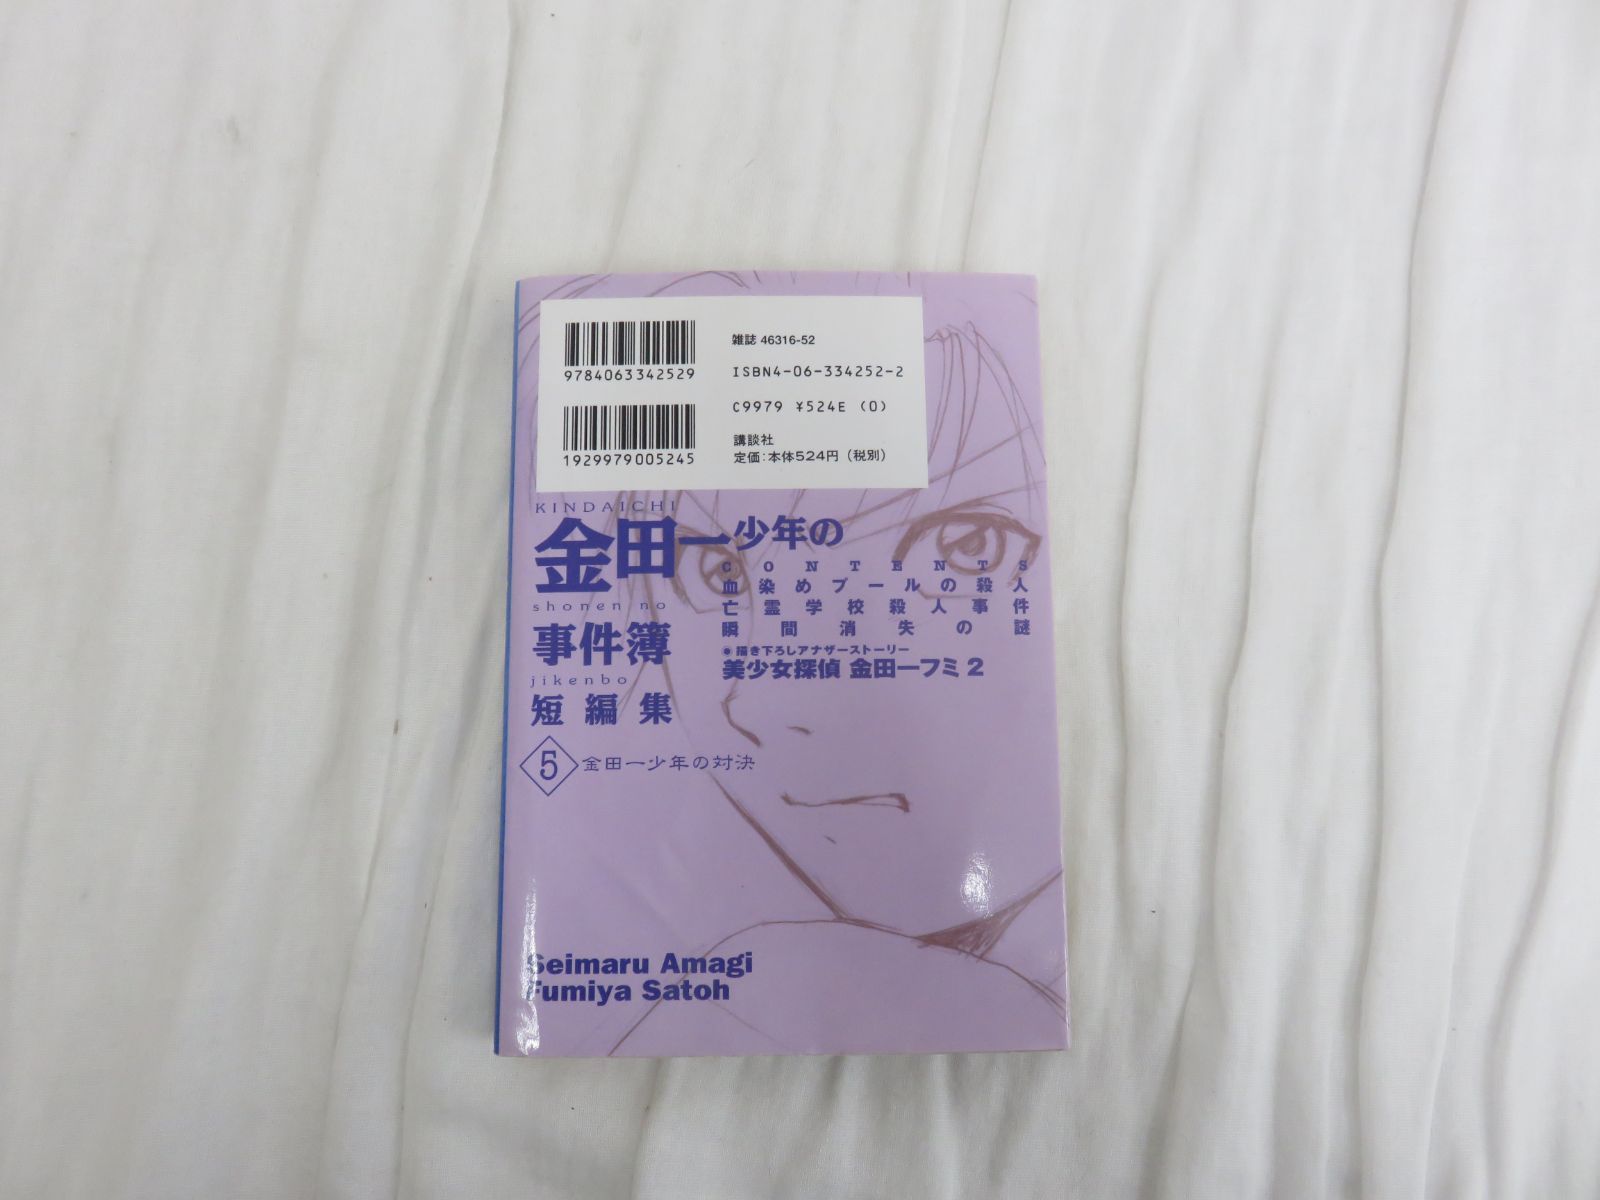 9784063342529
1929979005245
雑誌 46316-52
ISBN4-06-334252-2
C9979 ¥524E (0)
講談社
定価:本体524円(税別)
KINDAICHI
金田一少年の
shonen no
事件簿
jikenbo
短編集
5 金田一少年の対決
CONTENTS
血染めプールの殺人
亡霊学校殺人事件
瞬間消失の謎
●描き下ろしアナザーストーリー
美少女探偵 金田一フミ2
Seimaru Amagi
Fumiya Satoh